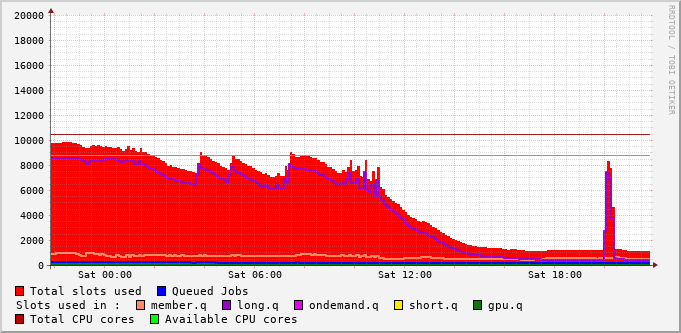 RRDTOOL / TOBI OETIKER
20000
18000
16000
14000
12000
10000
8000
6000
4000
2000
0
Sat 00:00 Sat 06:00 Sat 12:00 Sat 18:00
Total slots used Queued Jobs
Slots used in : member.q long.q ondemand.q short.q gpu.q
Total CPU cores Available CPU cores